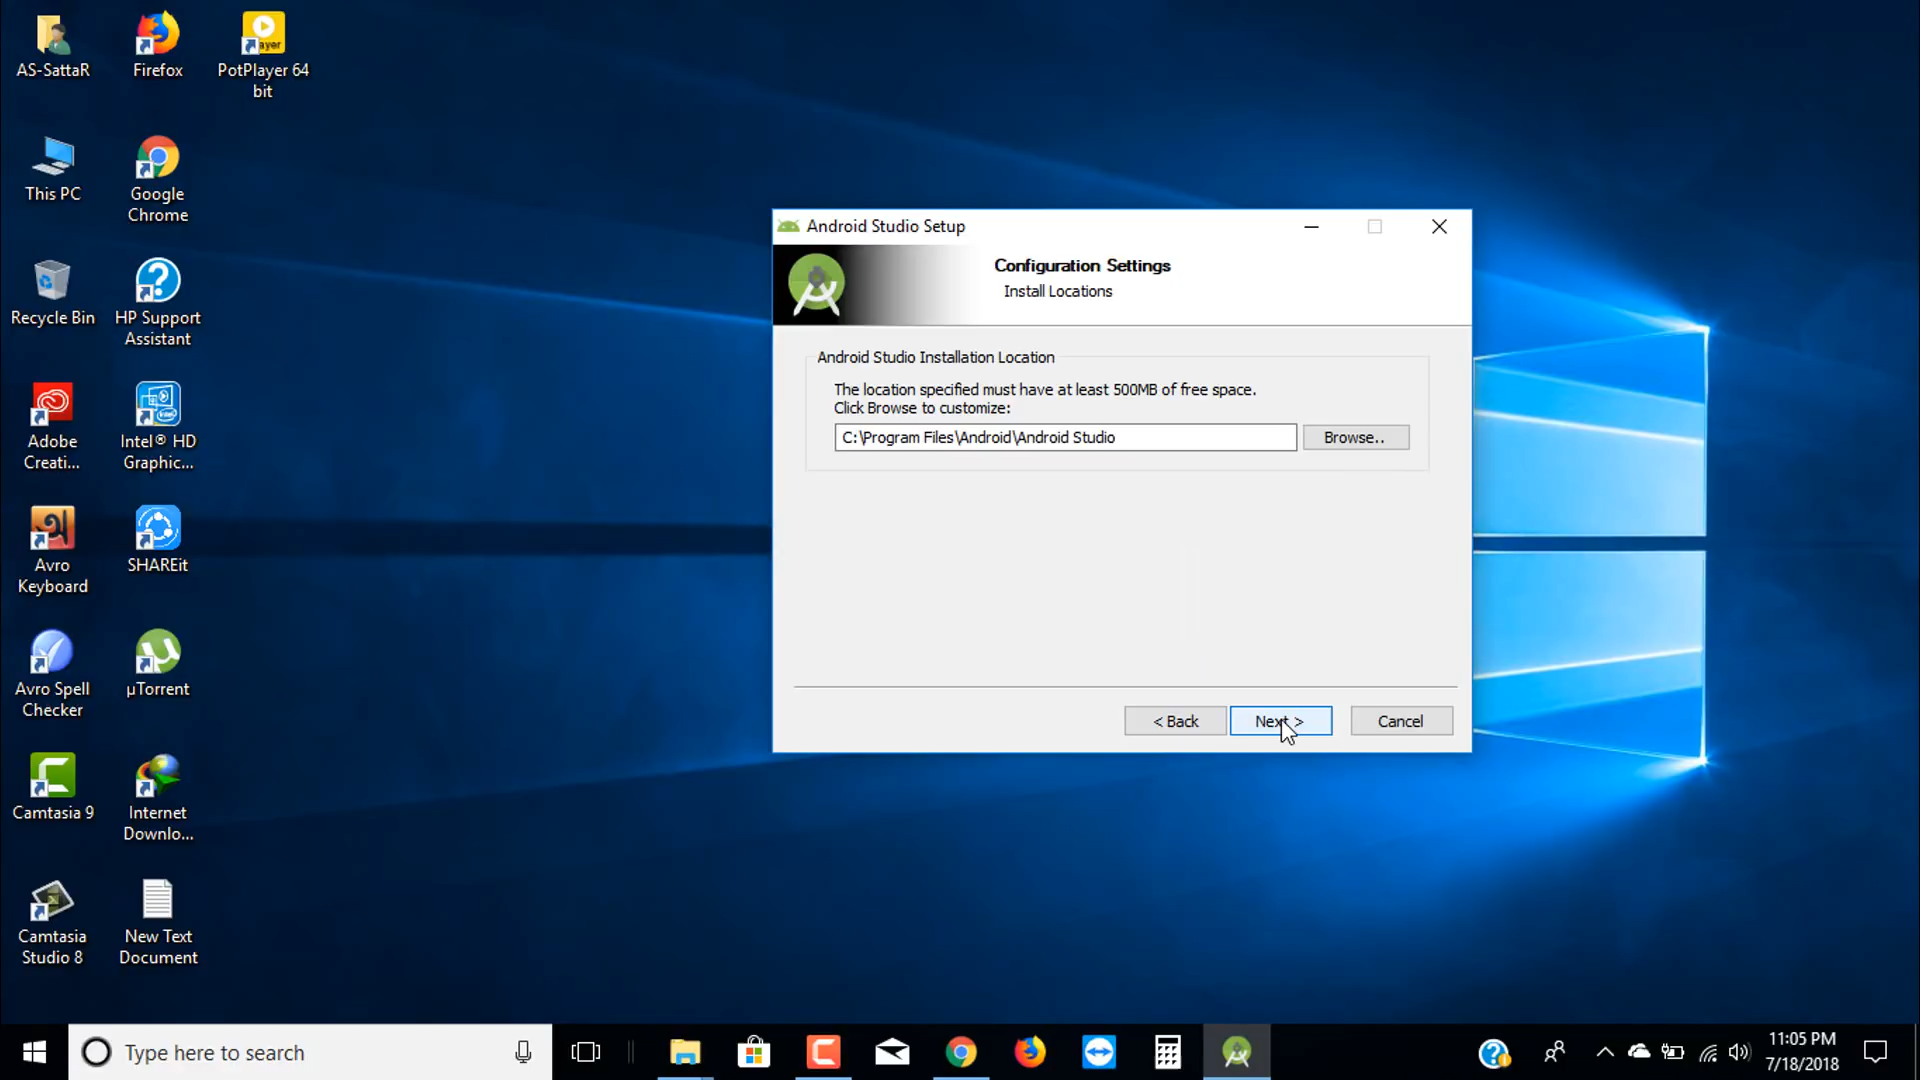 AS-SattaR
Firefox
PotPlayer 64
bit
This PC
Google
Chrome
Recycle Bin
HP Support
Assistant
Adobe
Creati...
Intel® HD
Graphic...
Avro
Keyboard
SHAREit
Avro Spell
Checker
µTorrent
Camtasia 9
Internet
Downlo...
Camtasia
Studio 8
New Text
Document
Android Studio Setup
Configuration Settings
Install Locations
Android Studio Installation Location
The location specified must have at least 500MB of free space.
Click Browse to customize:
C:\Program Files\Android\Android Studio
Browse..
< Back
Next >
Cancel
Type here to search
11:05 PM
7/18/2018